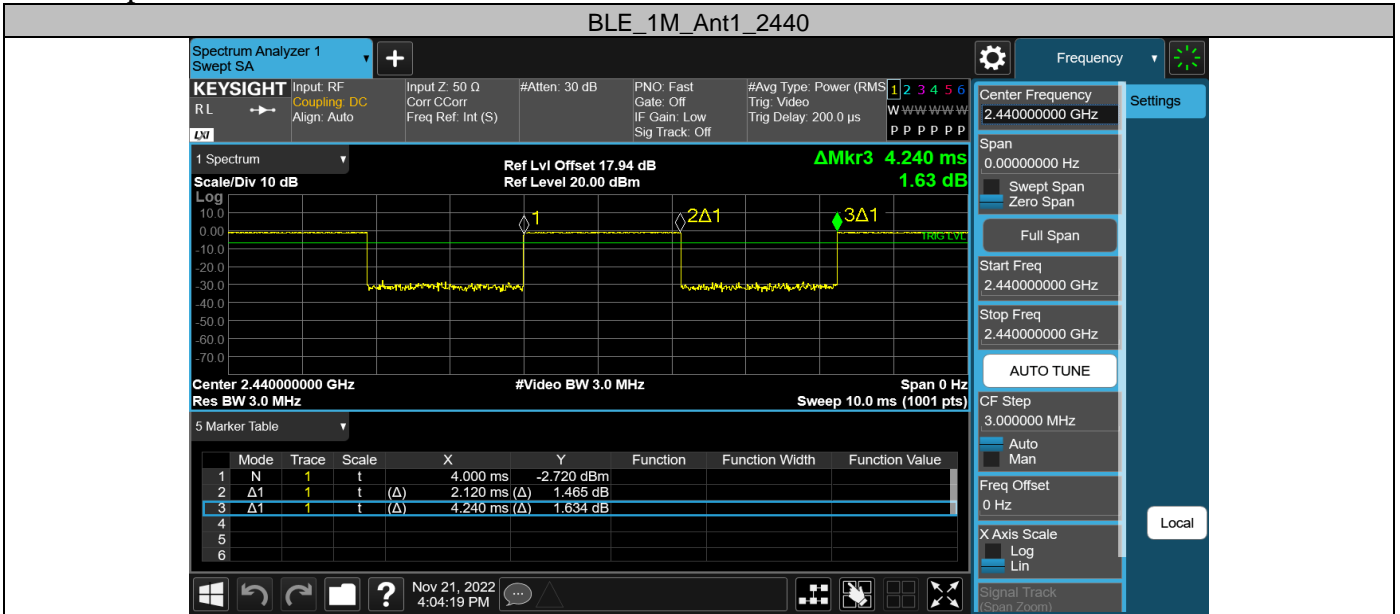 BLE_1M_Ant1_2440
Spectrum Analyzer 1
Swept SA
+
Frequency
KEYSIGHT
RL
LXI
Input: RF
Coupling: DC
Align: Auto
Input Z: 50 Ω
Corr CCorr
Freq Ref: Int (S)
#Atten: 30 dB
PNO: Fast
Gate: Off
IF Gain: Low
Sig Track: Off
#Avg Type: Power (RMS
Trig: Video
Trig Delay: 200.0 µs
1 2 3 4 5 6
W W W W W W
P P P P P P
1 Spectrum
Scale/Div 10 dB
Ref Lvl Offset 17.94 dB
Ref Level 20.00 dBm
ΔMkr3 4.240 ms
1.63 dB
Log
10.0
0.00
-10.0
-20.0
-30.0
-40.0
-50.0
-60.0
-70.0
1
2Δ1
3Δ1
TRIG LVL
Center 2.440000000 GHz
#Video BW 3.0 MHz
Span 0 Hz
Res BW 3.0 MHz
Sweep 10.0 ms (1001 pts)
5 Marker Table
Mode Trace Scale X Y Function Function Width Function Value
1 N 1 t 4.000 ms -2.720 dBm
2 Δ1 1 t (Δ) 2.120 ms (Δ) 1.465 dB
3 Δ1 1 t (Δ) 4.240 ms (Δ) 1.634 dB
4
5
6
?
Nov 21, 2022
4:04:19 PM
Center Frequency
2.440000000 GHz
Span
0.00000000 Hz
Swept Span
Zero Span
Full Span
Start Freq
2.440000000 GHz
Stop Freq
2.440000000 GHz
AUTO TUNE
CF Step
3.000000 MHz
Auto
Man
Freq Offset
0 Hz
X Axis Scale
Log
Lin
Signal Track
(Span Zoom)
Settings
Local